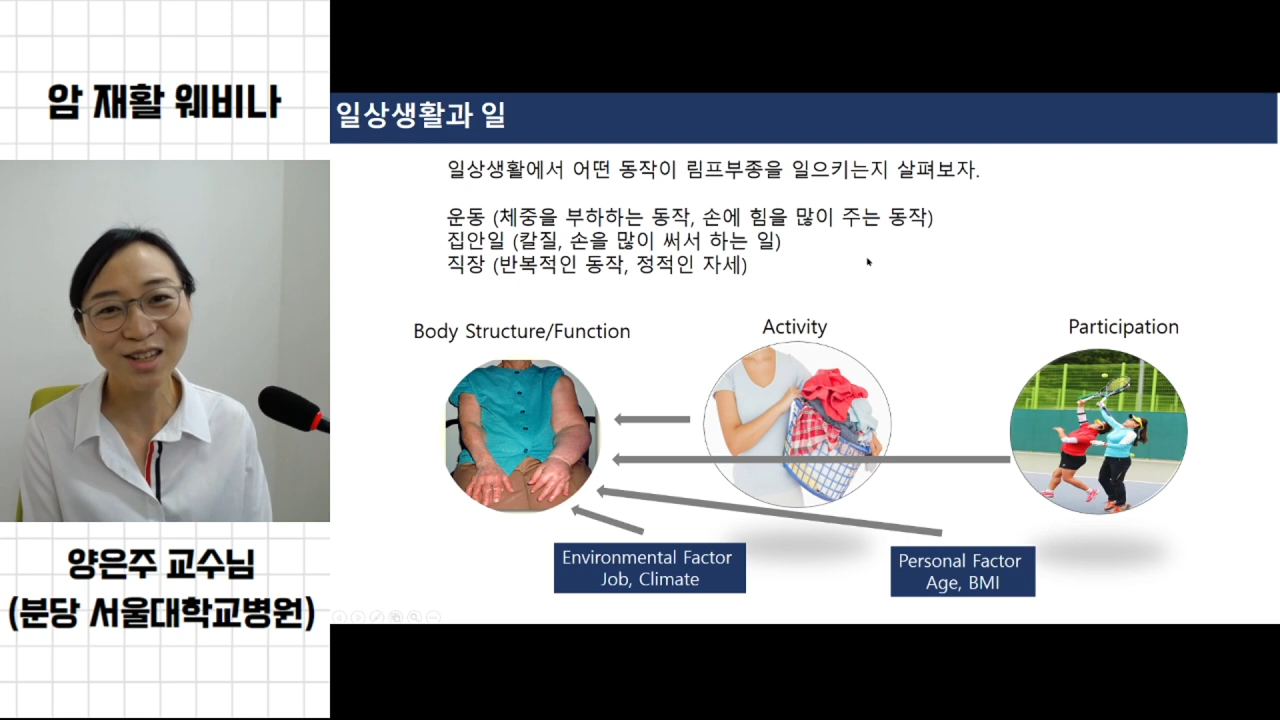 암 재활 웨비나
일상생활과 일
일상생활에서 어떤 동작이 림프부종을 일으키는지 살펴보자.
운동 (체중을 부하하는 동작, 손에 힘을 많이 주는 동작)
집안일 (칼질, 손을 많이 써서 하는 일)
직장 (반복적인 동작, 정적인 자세)
Body Structure/Function
Activity
Participation
Environmental Factor
Job, Climate
Personal Factor
Age, BMI
양은주 교수님
(분당 서울대학교병원)